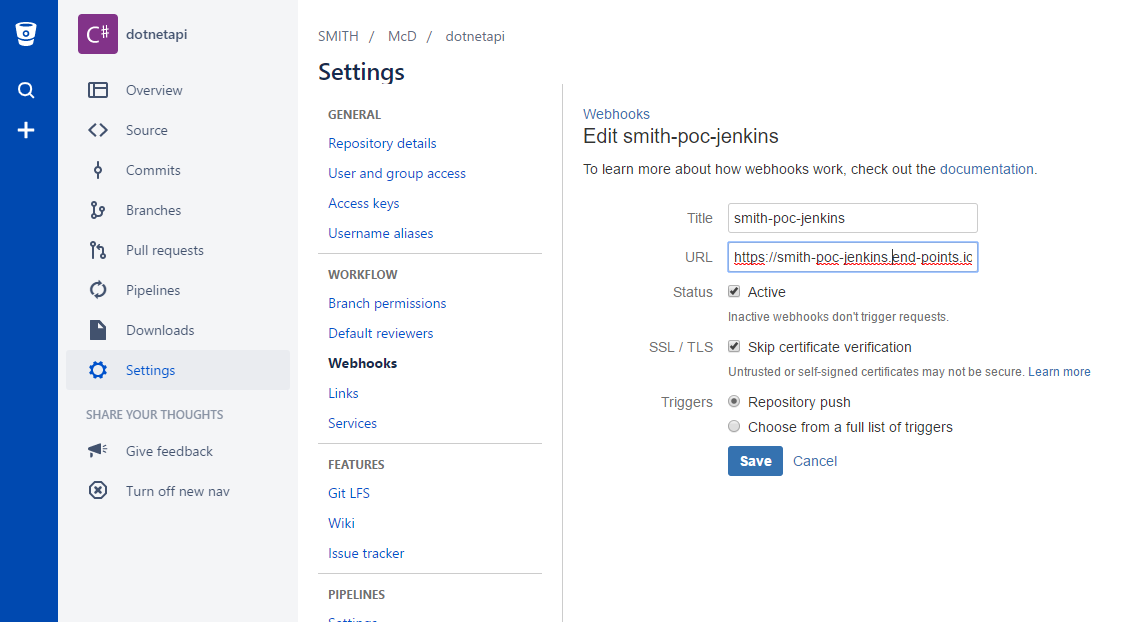 C#
dotnetapi
Overview
Source
Commits
Branches
Pull requests
Pipelines
Downloads
Settings
SHARE YOUR THOUGHTS
Give feedback
Turn off new nav
SMITH / McD / dotnetapi
Settings
GENERAL
Repository details
User and group access
Access keys
Username aliases
WORKFLOW
Branch permissions
Default reviewers
Webhooks
Links
Services
FEATURES
Git LFS
Wiki
Issue tracker
PIPELINES
Settings
Webhooks
Edit smith-poc-jenkins
To learn more about how webhooks work, check out the documentation.
Title smith-poc-jenkins
URL https://smith-poc-jenkins.end-points.io
Status Active
Inactive webhooks don't trigger requests.
SSL / TLS Skip certificate verification
Untrusted or self-signed certificates may not be secure. Learn more
Triggers Repository push
Choose from a full list of triggers
Save Cancel